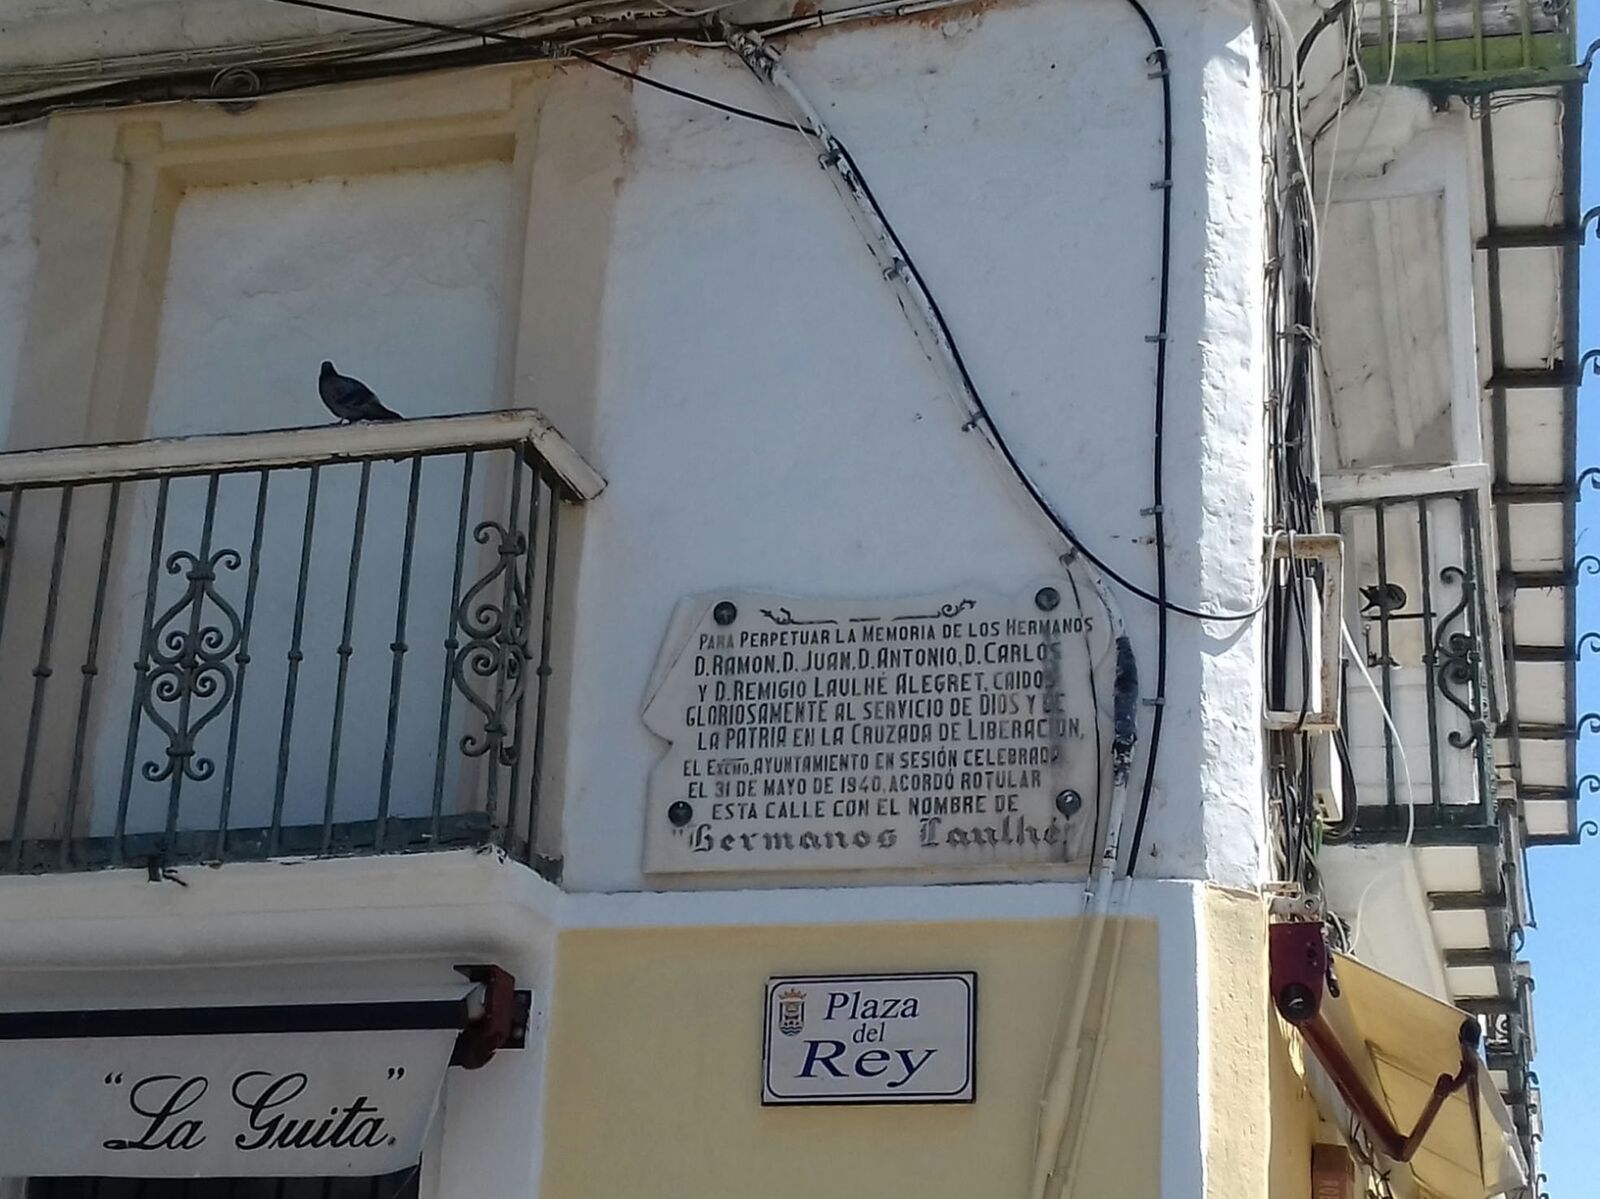 PARA PERPETUAR LA MEMORIA DE LOS HERMANOS
D. RAMON, D. JUAN, D. ANTONIO, D. CARLOS
Y D. REMIGIO LAULHÉ ALEGRET, CAIDOS
GLORIOSAMENTE AL SERVICIO DE DIOS Y DE
LA PATRIA EN LA CRUZADA DE LIBERACION,
EL EXCMO. AYUNTAMIENTO EN SESIÓN CELEBRADA
EL 31 DE MAYO DE 1940, ACORDÓ ROTULAR
ESTA CALLE CON EL NOMBRE DE
"Hermanos Laulhé"
Plaza
del
Rey
"La Guita"